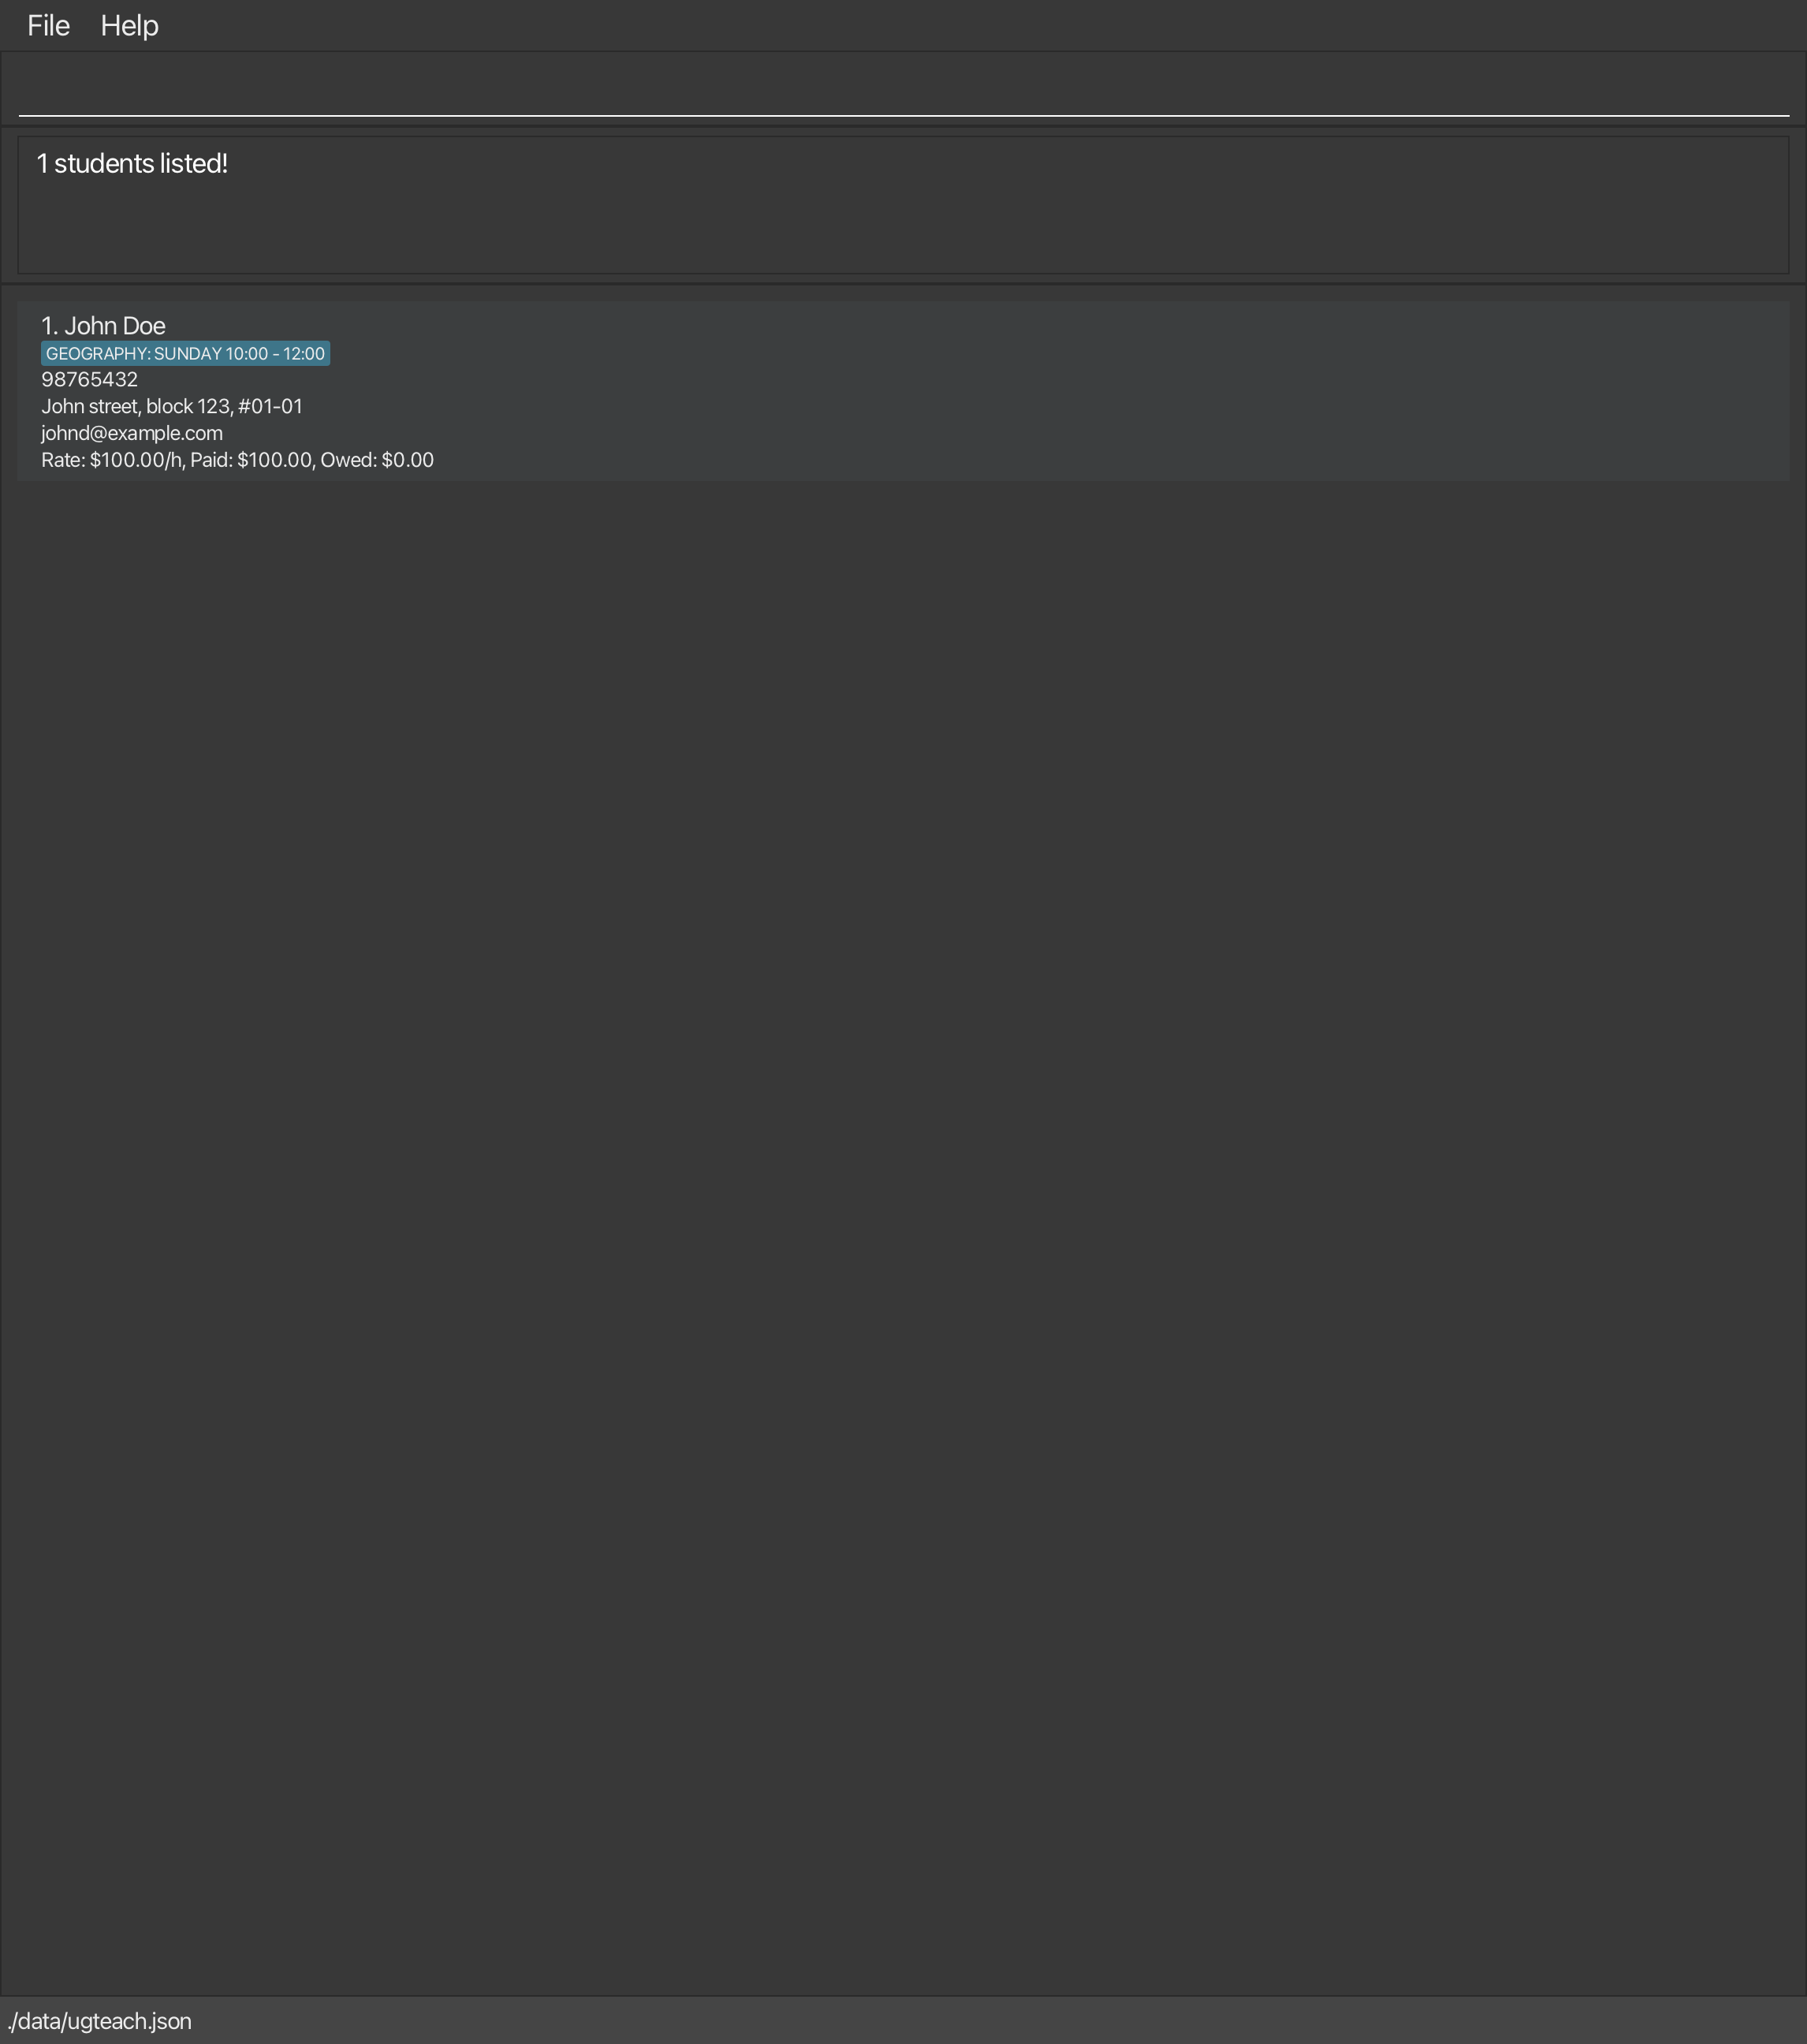 File Help
1 students listed!
1. John Doe
GEOGRAPHY: SUNDAY 10:00 - 12:00
98765432
John street, block 123, #01-01
johnd@example.com
Rate: $100.00/h, Paid: $100.00, Owed: $0.00
./data/ugteach.json